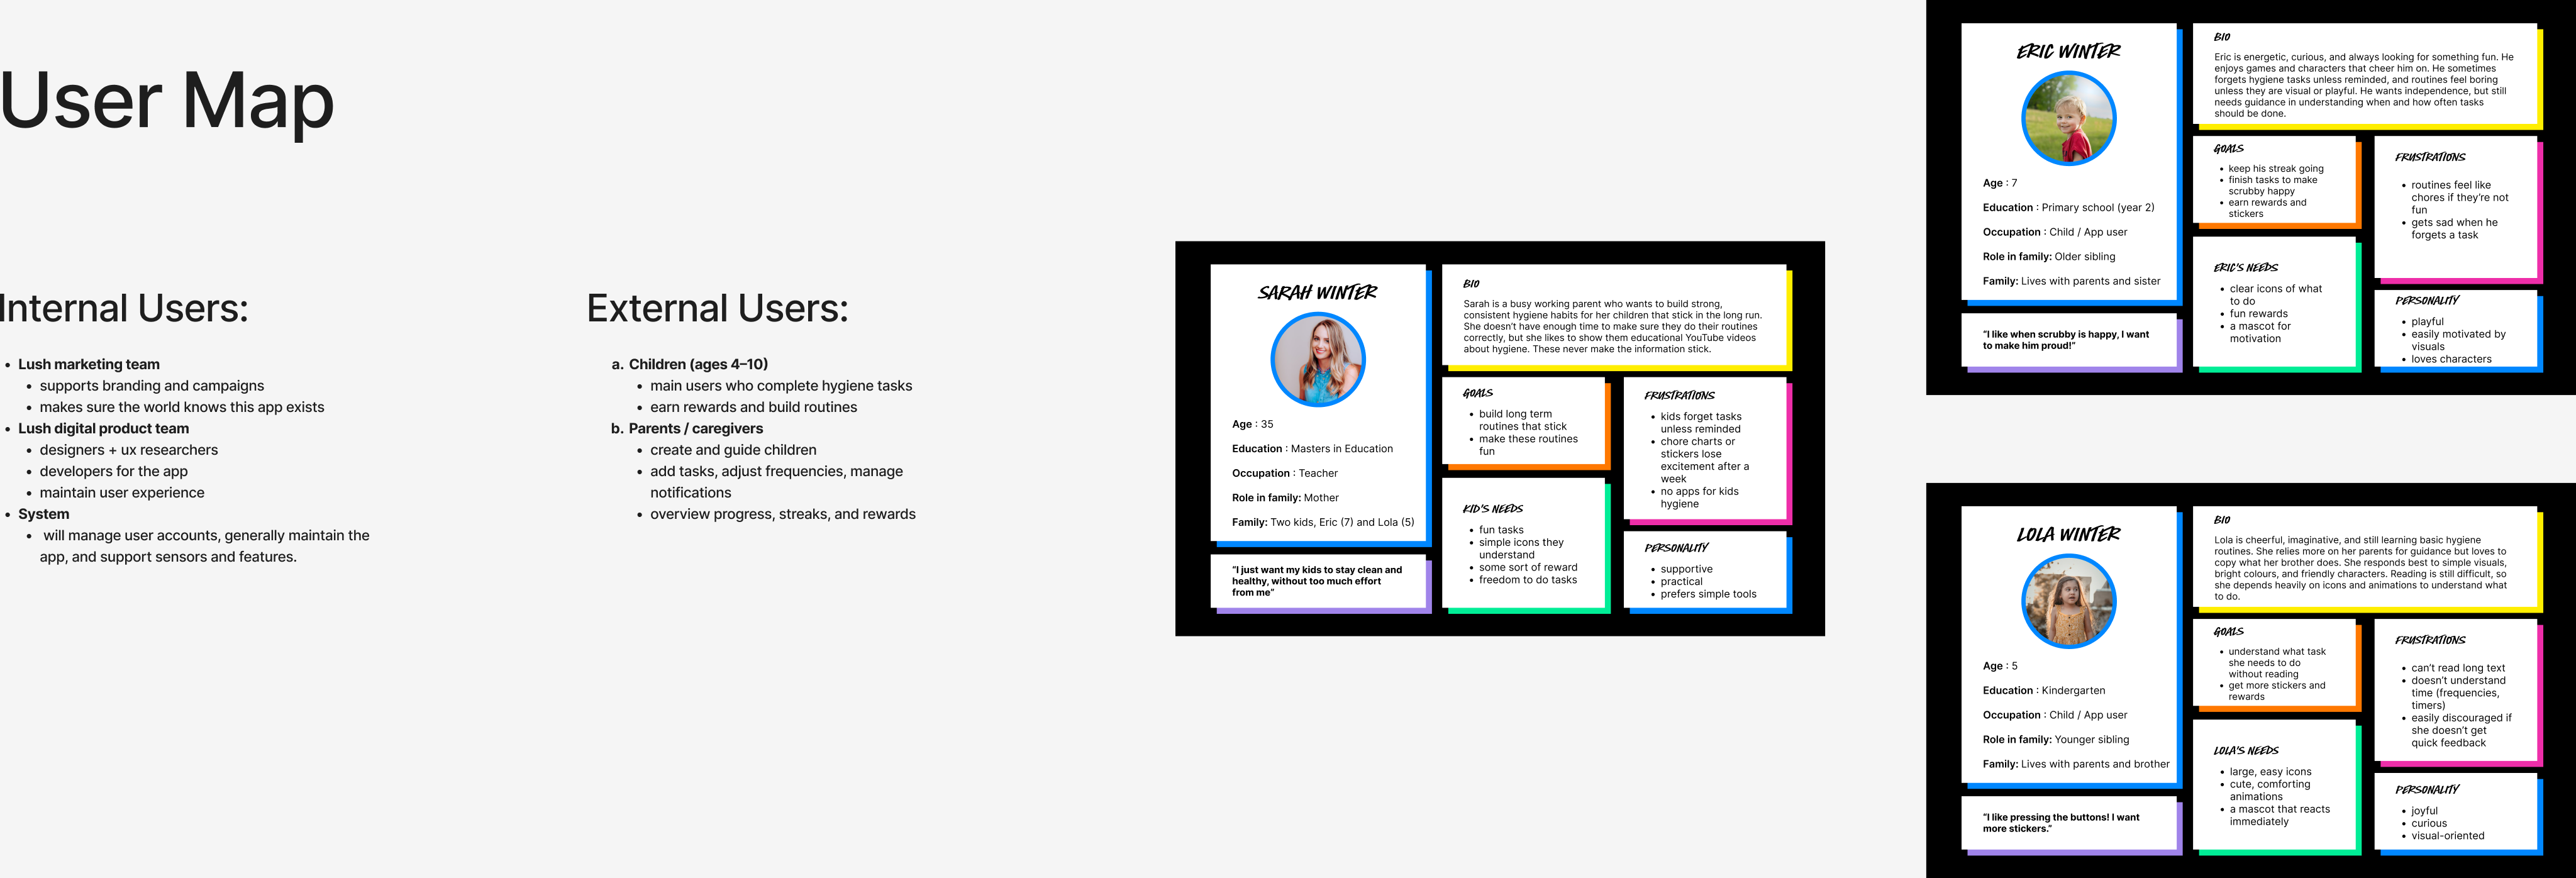 User Map
Internal Users:
• Lush marketing team
• supports branding and campaigns
• makes sure the world knows this app exists
• Lush digital product team
• designers + ux researchers
• developers for the app
• maintain user experience
• System
• will manage user accounts, generally maintain the
app, and support sensors and features.
External Users:
a. Children (ages 4–10)
• main users who complete hygiene tasks
• earn rewards and build routines
b. Parents / caregivers
• create and guide children
• add tasks, adjust frequencies, manage
notifications
• overview progress, streaks, and rewards
SARAH WINTER
Age : 35
Education : Masters in Education
Occupation : Teacher
Role in family: Mother
Family: Two kids, Eric (7) and Lola (5)
"I just want my kids to stay clean and
healthy, without too much effort
from me"
BIO
Sarah is a busy working parent who wants to build strong,
consistent hygiene habits for her children that stick in the long run.
She doesn't have enough time to make sure they do their routines
correctly, but she likes to show them educational YouTube videos
about hygiene. These never make the information stick.
GOALS
• build long term
routines that stick
• make these routines
fun
KID'S NEEDS
• fun tasks
• simple icons they
understand
• some sort of reward
• freedom to do tasks
FRUSTRATIONS
• kids forget tasks
unless reminded
• chore charts or
stickers lose
excitement after a
week
• no apps for kids
hygiene
PERSONALITY
• supportive
• practical
• prefers simple tools
ERIC WINTER
Age : 7
Education : Primary school (year 2)
Occupation : Child / App user
Role in family: Older sibling
Family: Lives with parents and sister
"I like when scrubby is happy, I want
to make him proud!"
BIO
Eric is energetic, curious, and always looking for something fun. He
enjoys games and characters that cheer him on. He sometimes
forgets hygiene tasks unless reminded, and routines feel boring
unless they are visual or playful. He wants independence, but still
needs guidance in understanding when and how often tasks
should be done.
GOALS
• keep his streak going
• finish tasks to make
scrubby happy
• earn rewards and
stickers
ERIC'S NEEDS
• clear icons of what
to do
• fun rewards
• a mascot for
motivation
FRUSTRATIONS
• routines feel like
chores if they're not
fun
• gets sad when he
forgets a task
PERSONALITY
• playful
• easily motivated by
visuals
• loves characters
LOLA WINTER
Age : 5
Education : Kindergarten
Occupation : Child / App user
Role in family: Younger sibling
Family: Lives with parents and brother
"I like pressing the buttons! I want
more stickers."
BIO
Lola is cheerful, imaginative, and still learning basic hygiene
routines. She relies more on her parents for guidance but loves to
copy what her brother does. She responds best to simple visuals,
bright colours, and friendly characters. Reading is still difficult, so
she depends heavily on icons and animations to understand what
to do.
GOALS
• understand what task
she needs to do
without reading
• get more stickers and
rewards
LOLA'S NEEDS
• large, easy icons
• cute, comforting
animations
• a mascot that reacts
immediately
FRUSTRATIONS
• can't read long text
• doesn't understand
time (frequencies,
timers)
• easily discouraged if
she doesn't get
quick feedback
PERSONALITY
• joyful
• curious
• visual-oriented